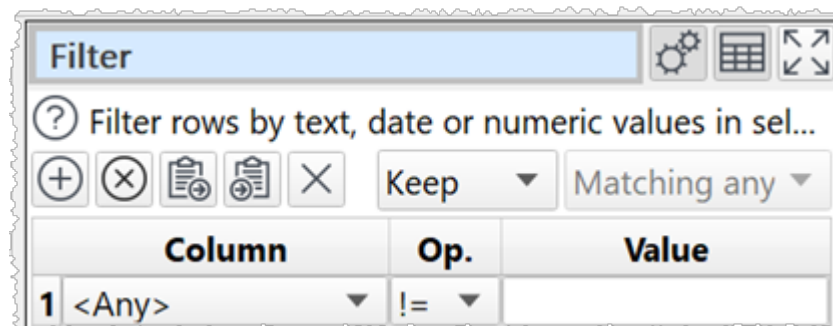 Filter
Filter rows by text, date or numeric values in sel...
Keep Matching any
Column Op. Value
1 <Any> !=